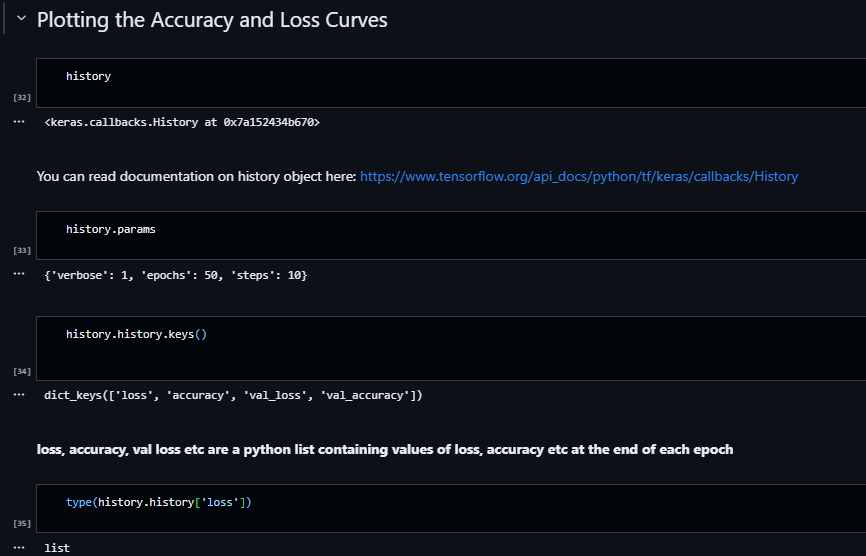 Plotting the Accuracy and Loss Curves
history
[32]
... <keras.callbacks.History at 0x7a152434b670>
You can read documentation on history object here: https://www.tensorflow.org/api_docs/python/tf/keras/callbacks/History
history.params
[33]
... {'verbose': 1, 'epochs': 50, 'steps': 10}
history.history.keys()
[34]
... dict_keys(['loss', 'accuracy', 'val_loss', 'val_accuracy'])
loss, accuracy, val loss etc are a python list containing values of loss, accuracy etc at the end of each epoch
type(history.history['loss'])
[35]
... list